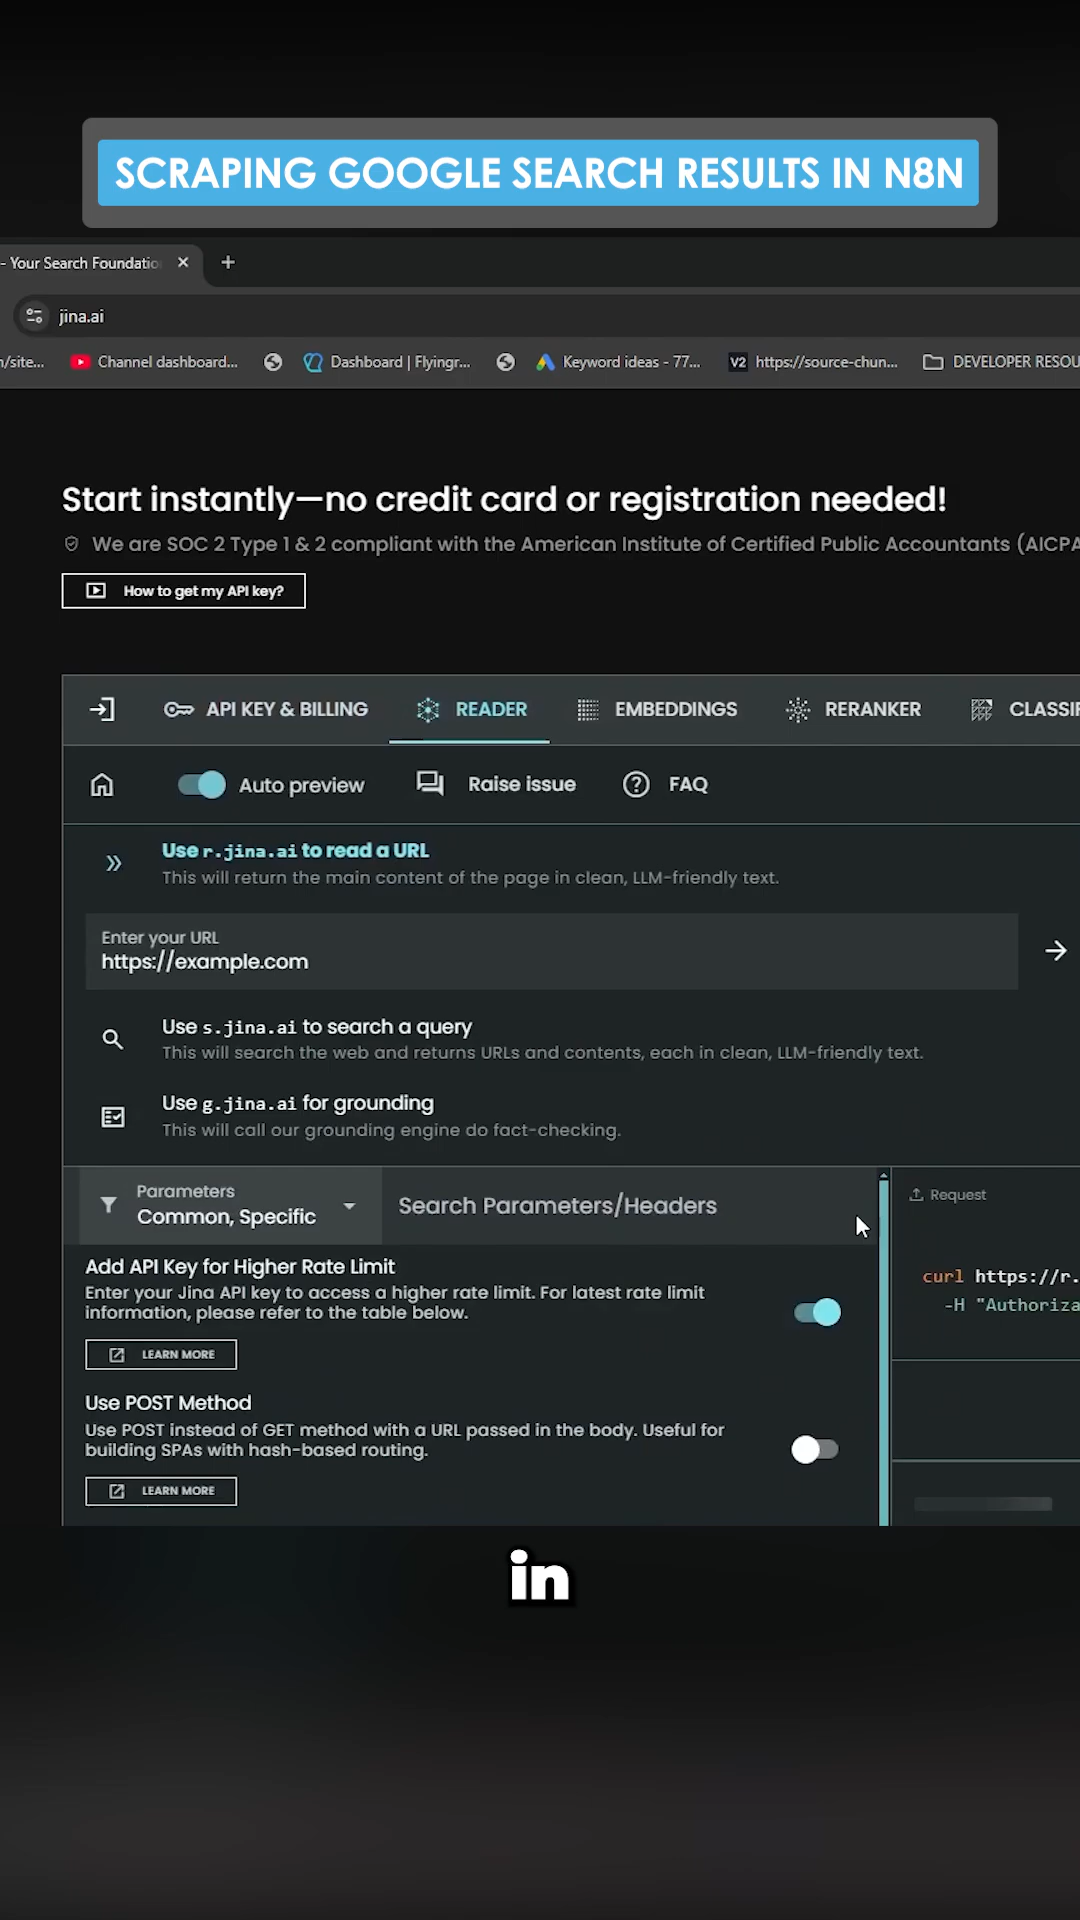 SCRAPING GOOGLE SEARCH RESULTS IN N8N
- Your Search Foundatio
jina.ai
n/site... Channel dashboard... Dashboard | Flyingr... Keyword ideas - 77... V2 https://source-chun... DEVELOPER RESOU
Start instantly—no credit card or registration needed!
We are SOC 2 Type 1 & 2 compliant with the American Institute of Certified Public Accountants (AICPA
How to get my API key?
API KEY & BILLING READER EMBEDDINGS RERANKER CLASSIF
Auto preview Raise issue FAQ
Use r.jina.ai to read a URL
This will return the main content of the page in clean, LLM-friendly text.
Enter your URL
https://example.com
Use s.jina.ai to search a query
This will search the web and returns URLs and contents, each in clean, LLM-friendly text.
Use g.jina.ai for grounding
This will call our grounding engine do fact-checking.
Parameters
Common, Specific
Search Parameters/Headers
Request
Add API Key for Higher Rate Limit
Enter your Jina API key to access a higher rate limit. For latest rate limit
information, please refer to the table below.
LEARN MORE
curl https://r.
-H "Authoriza
Use POST Method
Use POST instead of GET method with a URL passed in the body. Useful for
building SPAs with hash-based routing.
LEARN MORE
in